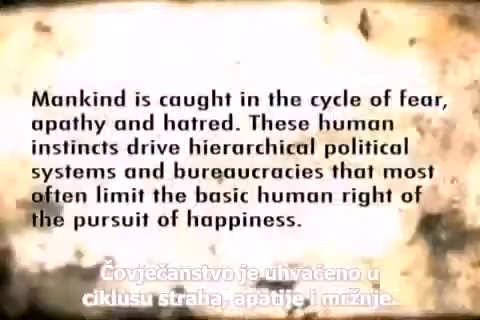 Mankind is caught in the cycle of fear,
apathy and hatred. These human
instincts drive hierarchical political
systems and bureaucracies that most
often limit the basic human right of
the pursuit of happiness.
Čovječanstvo je uhvaćeno u
ciklusu straha, apatije i mržnje.